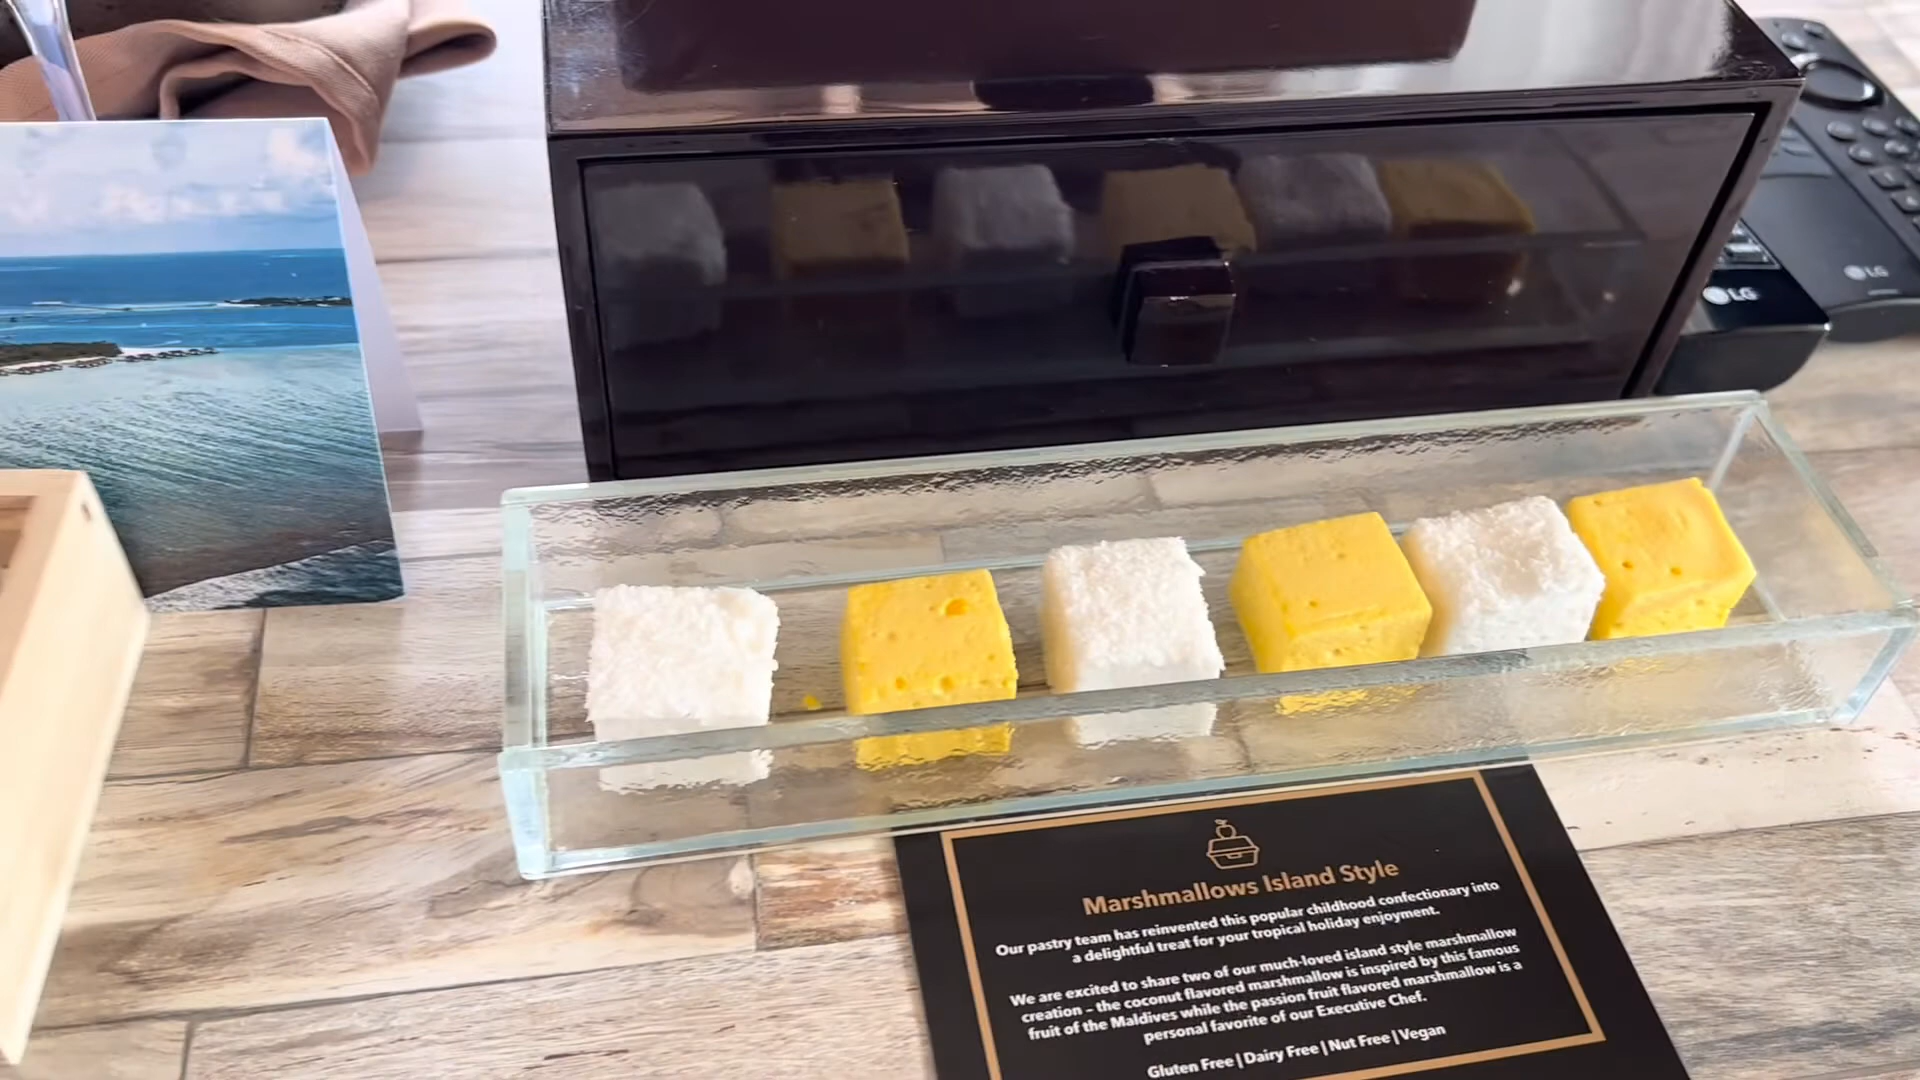 LG
LG
Marshmallows Island Style
Our pastry team has reinvented this popular childhood confectionary into
a delightful treat for your tropical holiday enjoyment.
We are excited to share two of our much-loved island style marshmallow
creation – the coconut flavored marshmallow is inspired by this famous
fruit of the Maldives while the passion fruit flavored marshmallow is a
personal favorite of our Executive Chef.
Gluten Free | Dairy Free | Nut Free | Vegan